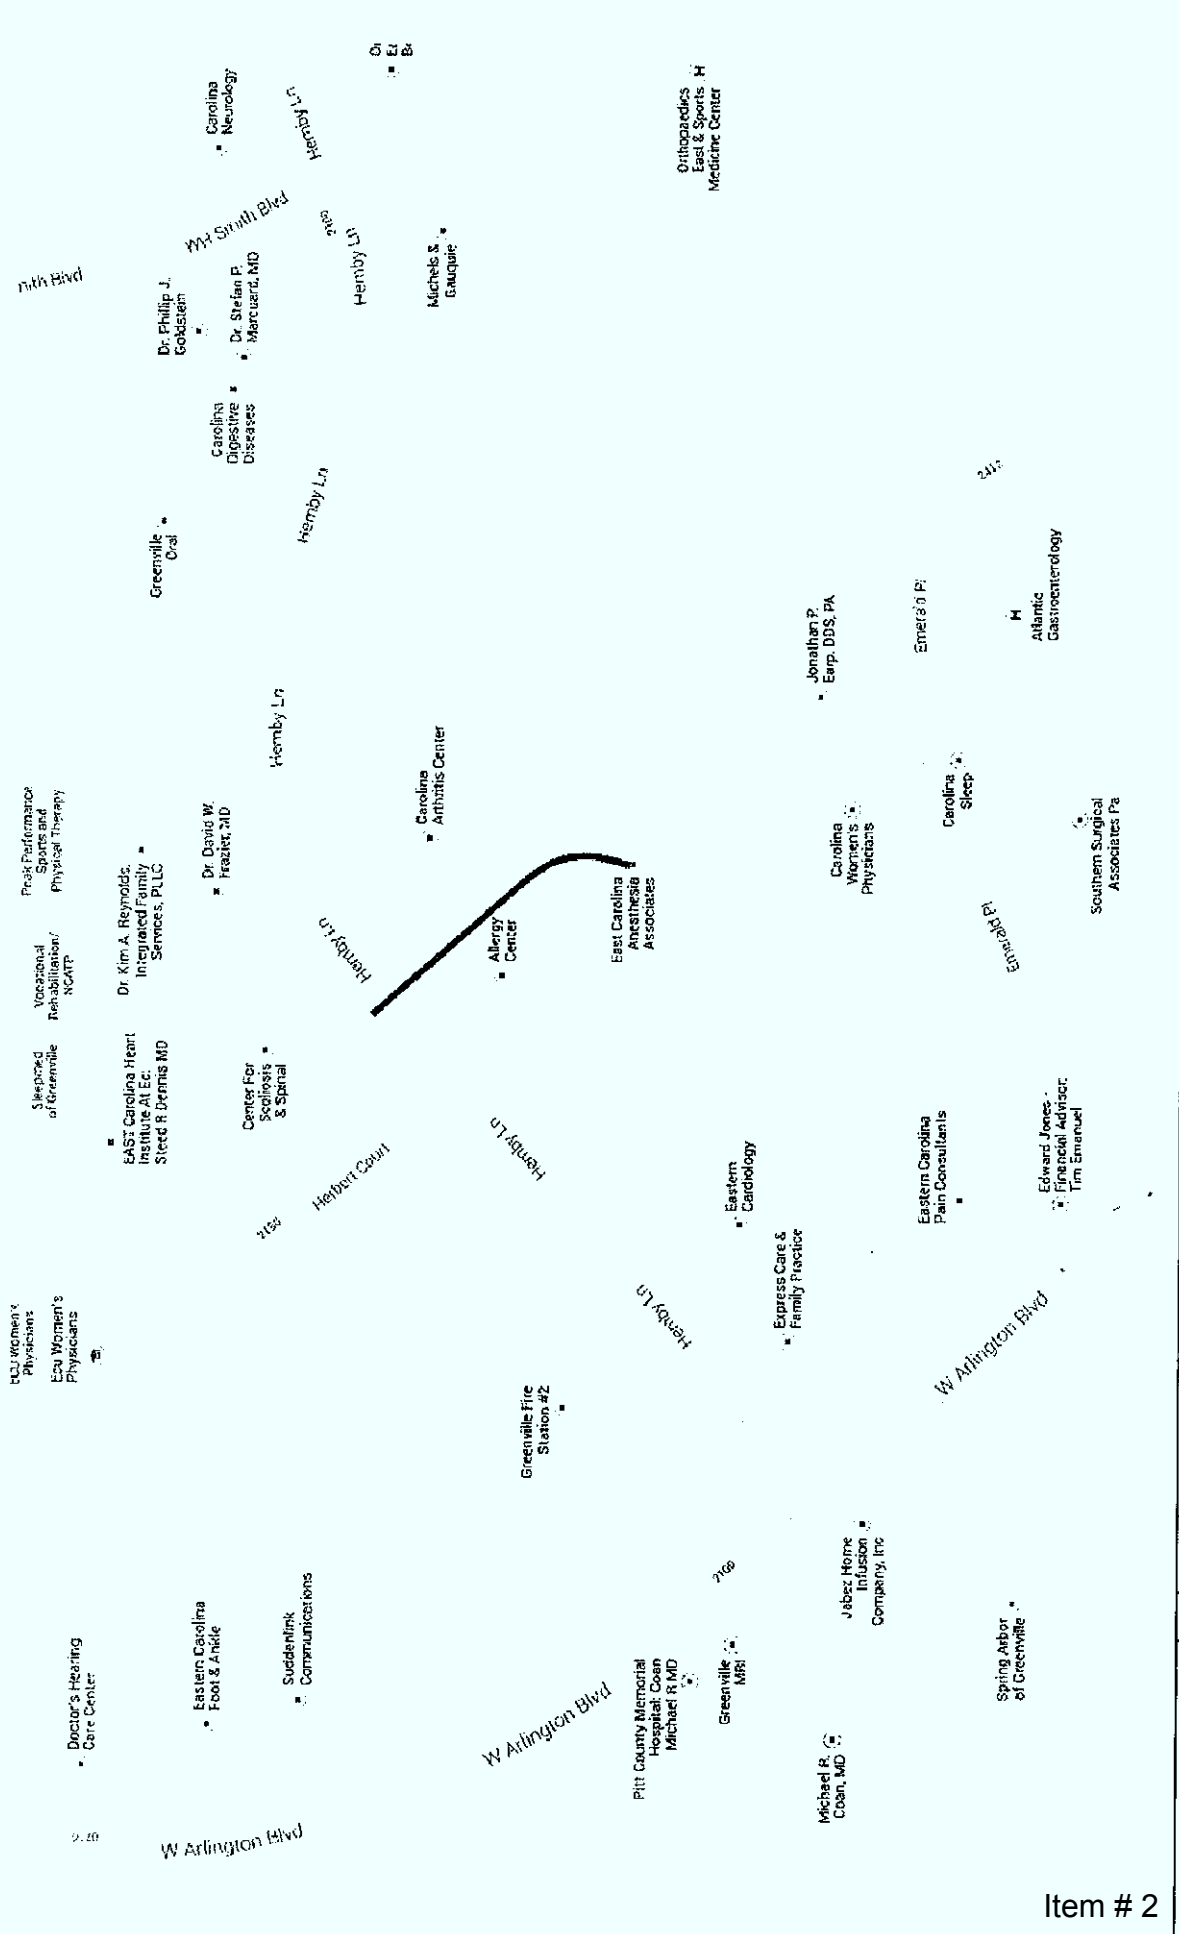 Carolina
Neurology
Hemby Ln
Orthopaedics
East & Sports
Medicine Center
H
WH Smith Blvd
Hemby Ln
Michels &
Gauquie
Blvd
Dr. Phillip J.
Goldstein
Dr. Stefan P.
Marcuard, MD
Carolina
Digestive
Diseases
Hemby Ln
Greenville
Oral
Jonathan P.
Earp, DDS, PA
Emerald Pl
H
Atlantic
Gastroenterology
Hemby Ln
Carolina
Arthritis Center
Peak Performance
Sports and
Physical Therapy
Dr. Kim A. Reynolds,
Integrated Family
Services, PLLC
Dr. David W.
Frazier, MD
Carolina
Women's
Physicians
Carolina
Sleep
Southern Surgical
Associates Pa
Hemby Ln
Allergy
Center
East Carolina
Anesthesia
Associates
Emerald Pl
Vocational
Rehabilitation/
Sleepmed
of Greenville
EAST Carolina Heart
Institute At Ec:
Steed R Dennis MD
Center For
Scoliosis
& Spinal
Herbert Court
Hemby Ln
Eastern
Cardiology
Eastern Carolina
Pain Consultants
Edward Jones -
Financial Advisor:
Tim Emanuel
Ecu Women's
Physicians
Ecu Women's
Physicians
Hemby Ln
Express Care &
Family Practice
W Arlington Blvd
Greenville Fire
Station #2
2100
Jabez Home
Infusion
Company, Inc
Eastern Carolina
Foot & Ankle
Suddenlink
Communications
Doctor's Hearing
Care Center
W Arlington Blvd
Pitt County Memorial
Hospital: Coan
Michael R MD
Greenville
MRI
Spring Arbor
of Greenville
Michael R.
Coan, MD
W Arlington Blvd
Item # 2